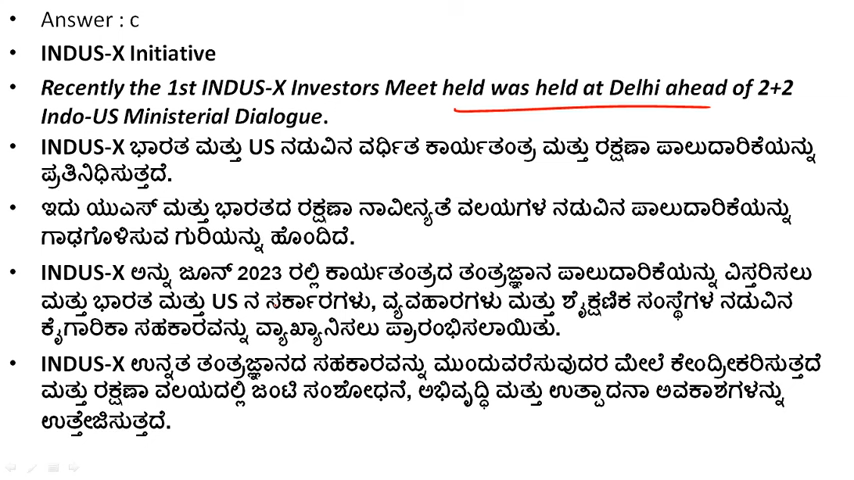 • Answer : c
• INDUS-X Initiative
• Recently the 1st INDUS-X Investors Meet held was held at Delhi ahead of 2+2
Indo-US Ministerial Dialogue.
• INDUS-X ಭಾರತ ಮತ್ತು US ನಡುವಿನ ವರ್ಧಿತ ಕಾರ್ಯತಂತ್ರ ಮತ್ತು ರಕ್ಷಣಾ ಪಾಲುದಾರಿಕೆಯನ್ನು
ಪ್ರತಿನಿಧಿಸುತ್ತದೆ.
• ಇದು ಯುಎಸ್ ಮತ್ತು ಭಾರತದ ರಕ್ಷಣಾ ನಾವೀನ್ಯತೆ ವಲಯಗಳ ನಡುವಿನ ಪಾಲುದಾರಿಕೆಯನ್ನು
ಗಾಢಗೊಳಿಸುವ ಗುರಿಯನ್ನು ಹೊಂದಿದೆ.
• INDUS-X ಅನ್ನು ಜೂನ್ 2023 ರಲ್ಲಿ ಕಾರ್ಯತಂತ್ರದ ತಂತ್ರಜ್ಞಾನ ಪಾಲುದಾರಿಕೆಯನ್ನು ವಿಸ್ತರಿಸಲು
ಮತ್ತು ಭಾರತ ಮತ್ತು US ನ ಸರ್ಕಾರಗಳು, ವ್ಯವಹಾರಗಳು ಮತ್ತು ಶೈಕ್ಷಣಿಕ ಸಂಸ್ಥೆಗಳ ನಡುವಿನ
ಕೈಗಾರಿಕಾ ಸಹಕಾರವನ್ನು ವ್ಯಾಖ್ಯಾನಿಸಲು ಪ್ರಾರಂಭಿಸಲಾಯಿತು.
• INDUS-X ಉನ್ನತ ತಂತ್ರಜ್ಞಾನದ ಸಹಕಾರವನ್ನು ಮುಂದುವರೆಸುವುದರ ಮೇಲೆ ಕೇಂದ್ರೀಕರಿಸುತ್ತದೆ
ಮತ್ತು ರಕ್ಷಣಾ ವಲಯದಲ್ಲಿ ಜಂಟಿ ಸಂಶೋಧನೆ, ಅಭಿವೃದ್ಧಿ ಮತ್ತು ಉತ್ಪಾದನಾ ಅವಕಾಶಗಳನ್ನು
ಉತ್ತೇಜಿಸುತ್ತದೆ.